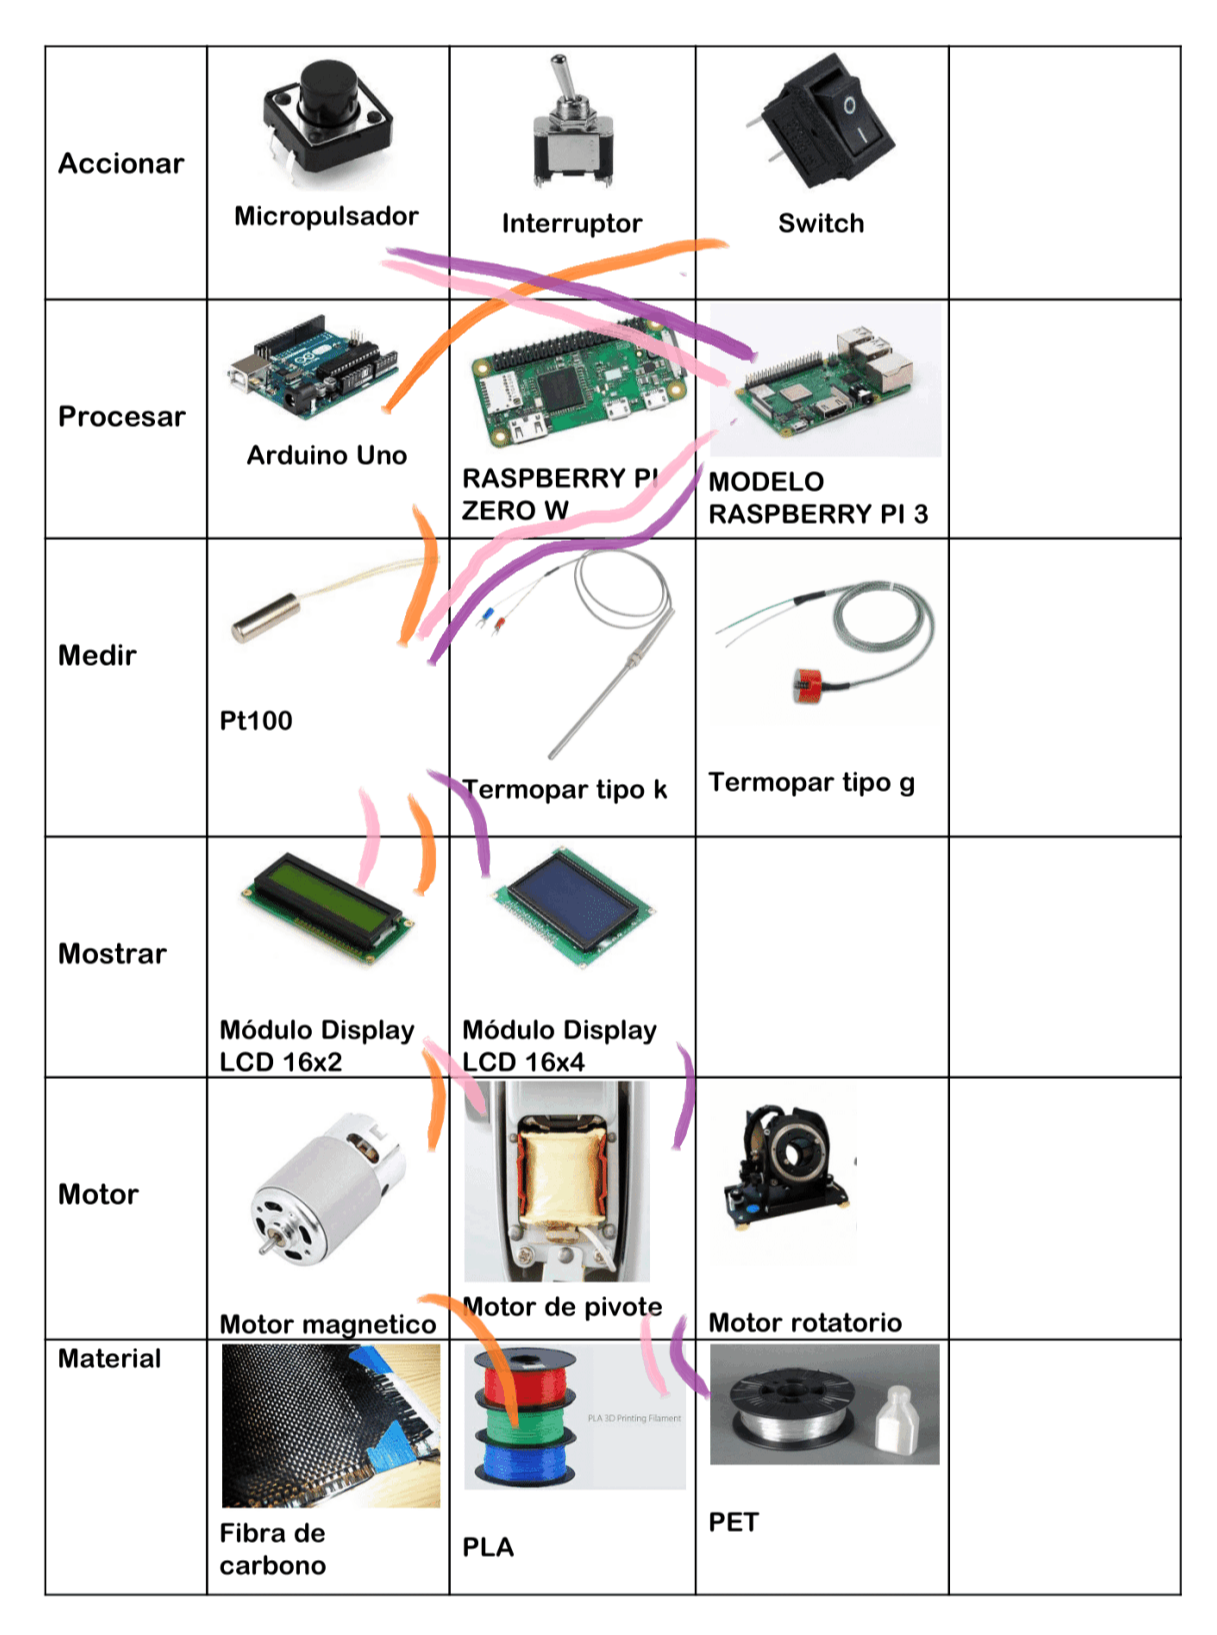 Accionar
Micropulsador
Interruptor
Switch
Procesar
Arduino Uno
RASPBERRY PI
ZERO W
MODELO
RASPBERRY PI 3
Medir
Pt100
Termopar tipo k
Termopar tipo g
Mostrar
Módulo Display
LCD 16x2
Módulo Display
LCD 16x4
Motor
Motor magnetico
Motor de pivote
Motor rotatorio
Material
Fibra de
carbono
PLA 3D Printing Filament
PLA
PET